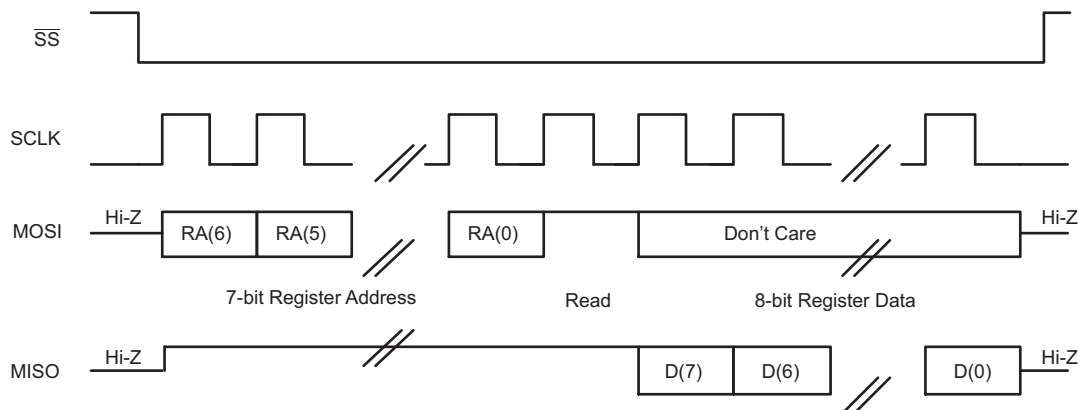 SS
SCLK
MOSI Hi-Z RA(6) RA(5) RA(0) Don't Care Hi-Z
7-bit Register Address Read 8-bit Register Data
MISO Hi-Z D(7) D(6) D(0) Hi-Z